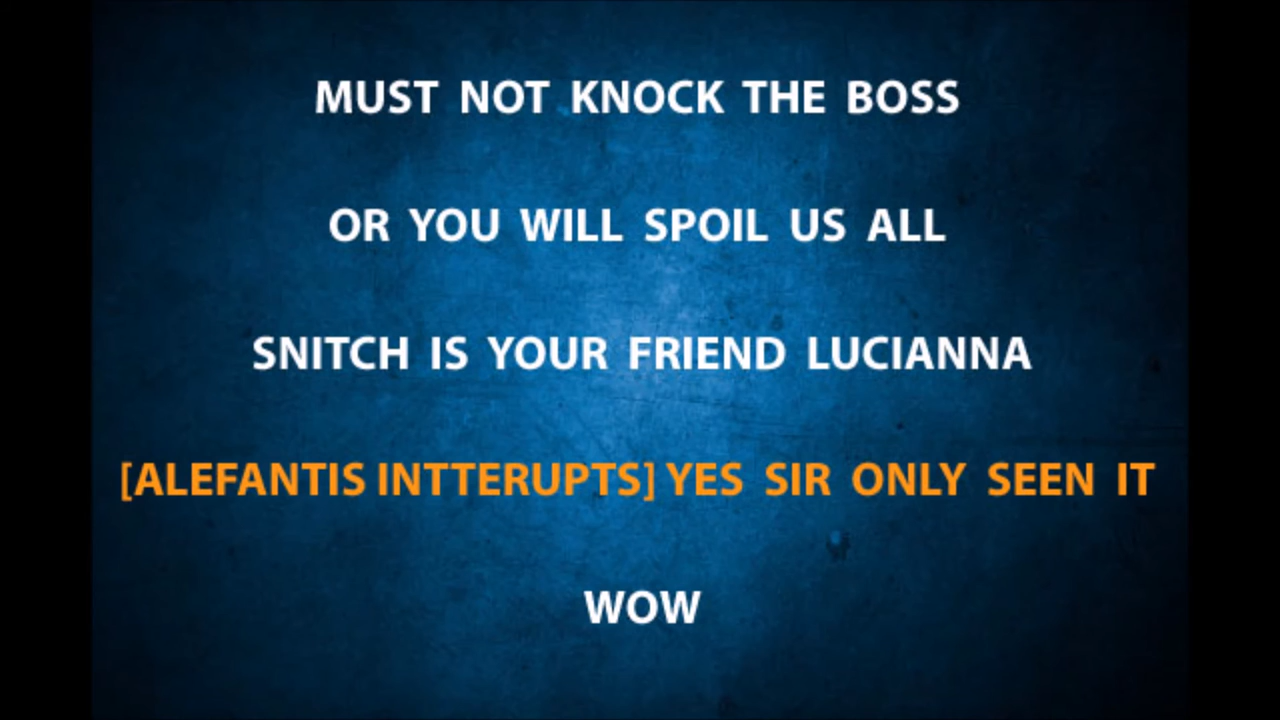 MUST NOT KNOCK THE BOSS
OR YOU WILL SPOIL US ALL
SNITCH IS YOUR FRIEND LUCIANNA
[ALEFANTIS INTTERUPTS] YES SIR ONLY SEEN IT
WOW